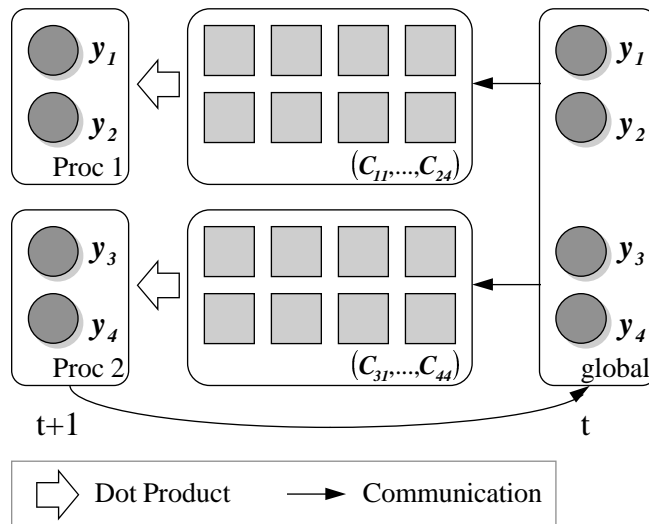 y1
y2
Proc 1
(C11,...,C24)
y1
y2
y3
y4
Proc 2
(C31,...,C44)
y3
y4
global
t+1
t
Dot Product
Communication